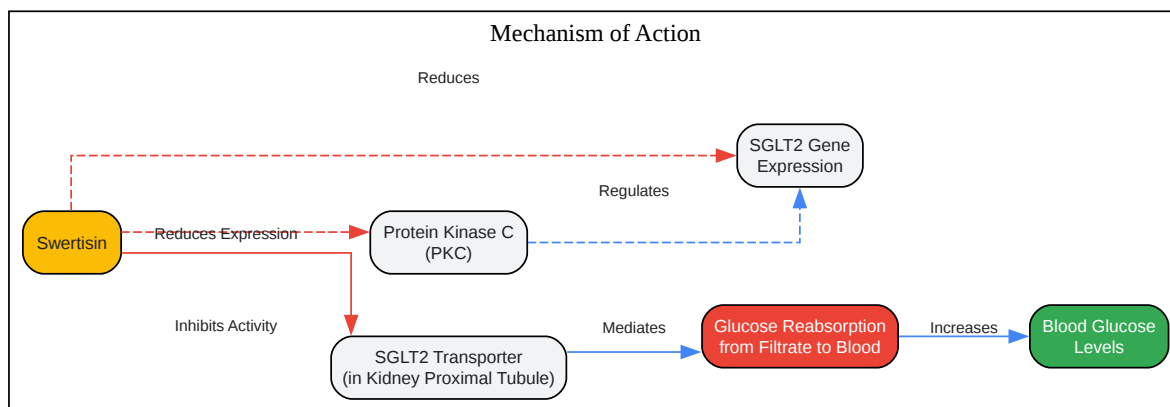 Mechanism of Action
Reduces
SGLT2 Gene
Expression
Regulates
Swertisin
Reduces Expression
Protein Kinase C
(PKC)
Inhibits Activity
SGLT2 Transporter
(in Kidney Proximal Tubule)
Mediates
Glucose Reabsorption
from Filtrate to Blood
Increases
Blood Glucose
Levels